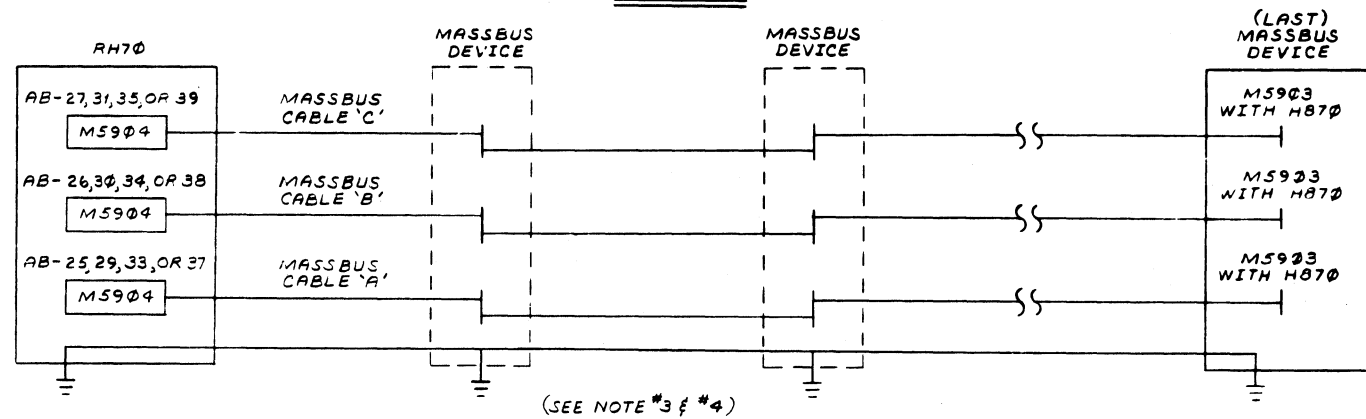 RH7Ø
AB-27,31,35,OR 39
M59Ø4
AB-26,3Ø,34,OR 38
M59Ø4
AB-25,29,33,OR 37
M59Ø4
MASSBUS
CABLE 'C'
MASSBUS
CABLE 'B'
MASSBUS
CABLE 'A'
MASSBUS
DEVICE
MASSBUS
DEVICE
(LAST)
MASSBUS
DEVICE
M59Ø3
WITH H87Ø
M59Ø3
WITH H87Ø
M59Ø3
WITH H87Ø
(SEE NOTE #3 & #4)